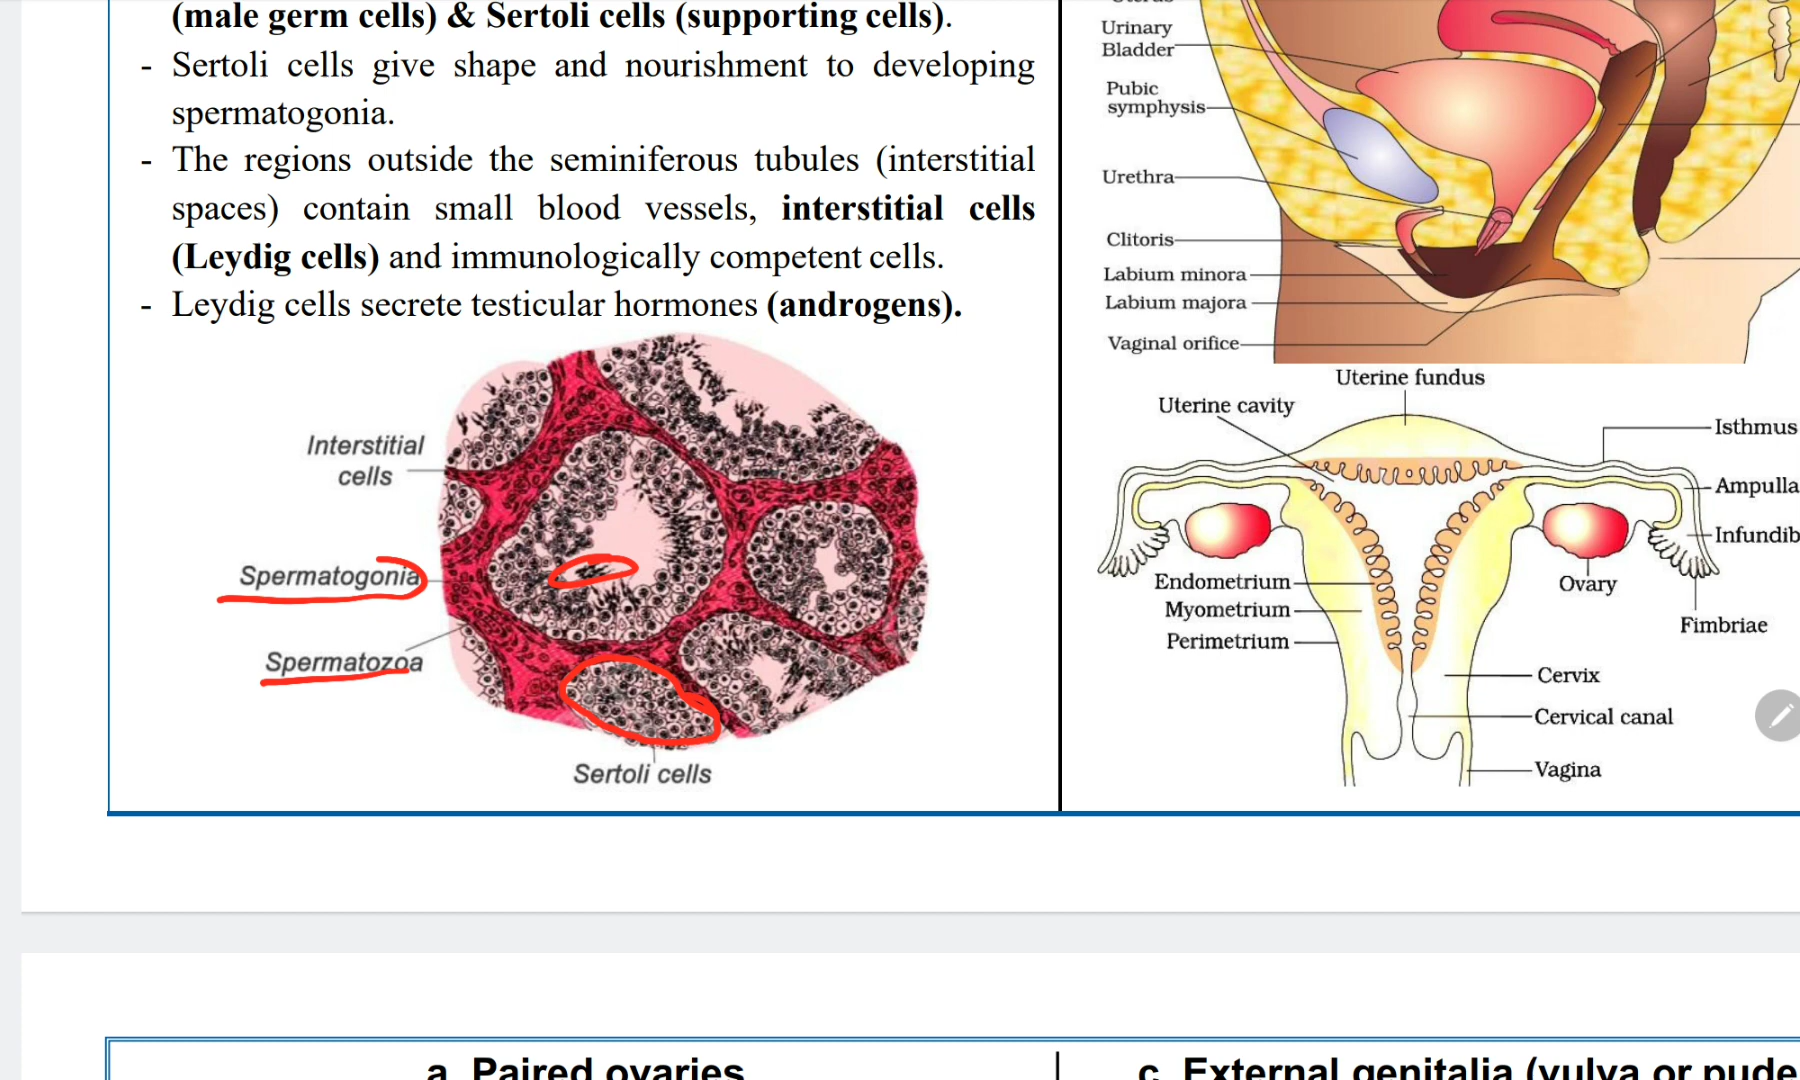 (male germ cells) & Sertoli cells (supporting cells).
- Sertoli cells give shape and nourishment to developing
spermatogonia.
- The regions outside the seminiferous tubules (interstitial
spaces) contain small blood vessels, interstitial cells
(Leydig cells) and immunologically competent cells.
- Leydig cells secrete testicular hormones (androgens).
Interstitial
cells
Spermatogonia
Spermatozoa
Sertoli cells
Urinary
Bladder
Pubic
symphysis
Urethra
Clitoris
Labium minora
Labium majora
Vaginal orifice
Uterine fundus
Uterine cavity
Isthmus
Ampulla
Infundib
Endometrium
Myometrium
Perimetrium
Ovary
Fimbriae
Cervix
Cervical canal
Vagina
a. Paired ovaries
c. External genitalia (vulva or pude